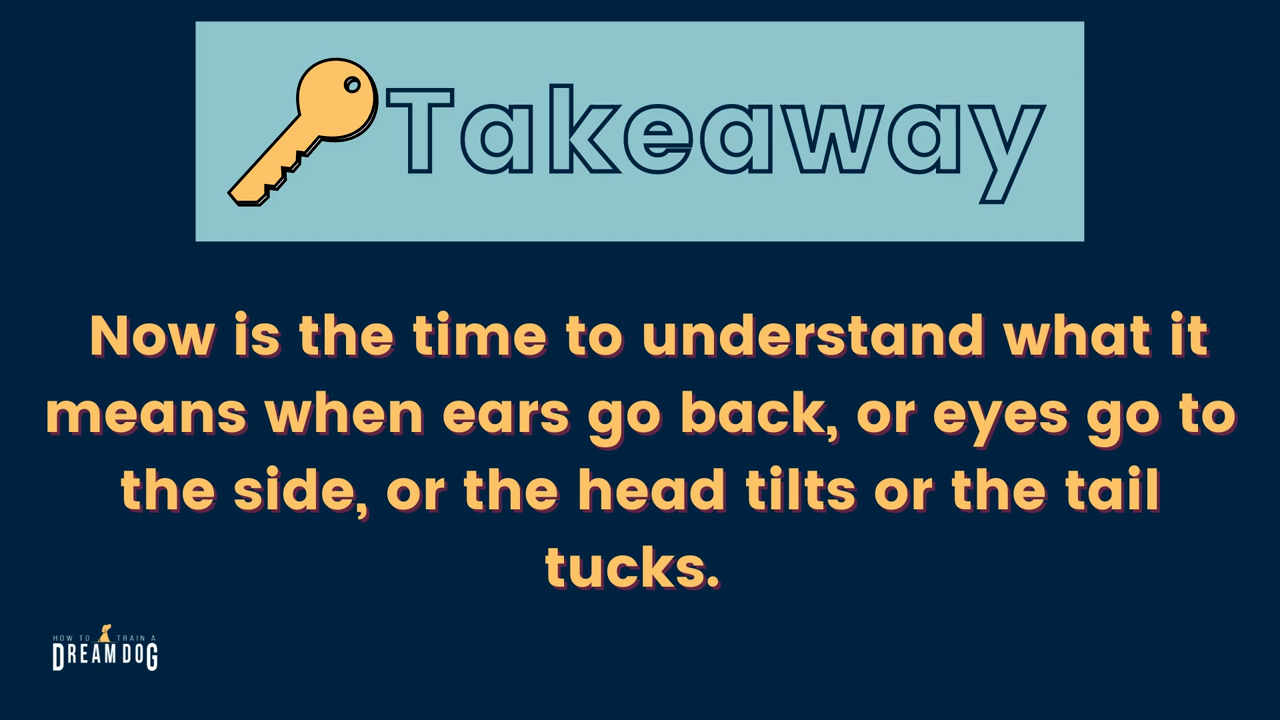 Takeaway
Now is the time to understand what it
means when ears go back, or eyes go to
the side, or the head tilts or the tail
tucks.
HOW TO TRAIN A
DREAM DOG